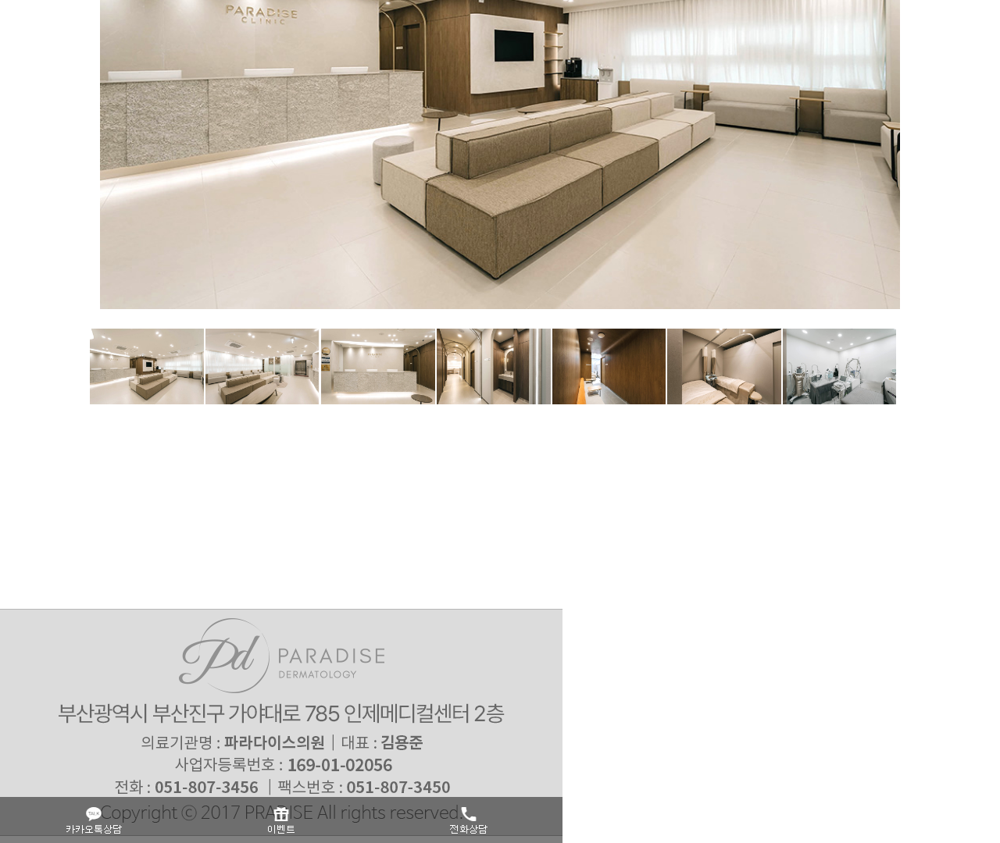 PARADISE
CLINIC
Pd PARADISE
DERMATOLOGY
부산광역시 부산진구 가야대로 785 인제메디컬센터 2층
의료기관명 : 파라다이스의원 | 대표 : 김용준
사업자등록번호 : 169-01-02056
전화 : 051-807-3456 | 팩스번호 : 051-807-3450
Copyright ⓒ 2017 PRADISE All rights reserved.
TALK
카카오톡상담 이벤트 전화상담